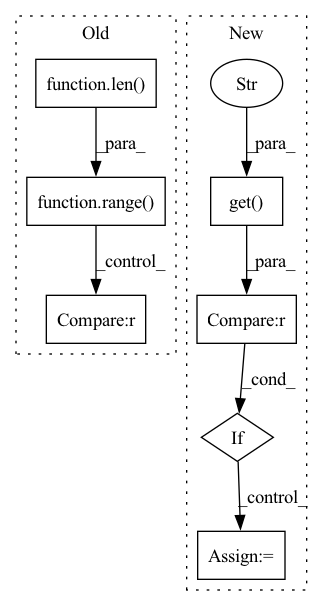 Old
function.len()
_para_
function.range()
_control_
Compare:r
New
Str
_para_
get()
_para_
Compare:r
_cond_
If
_control_
Assign:=